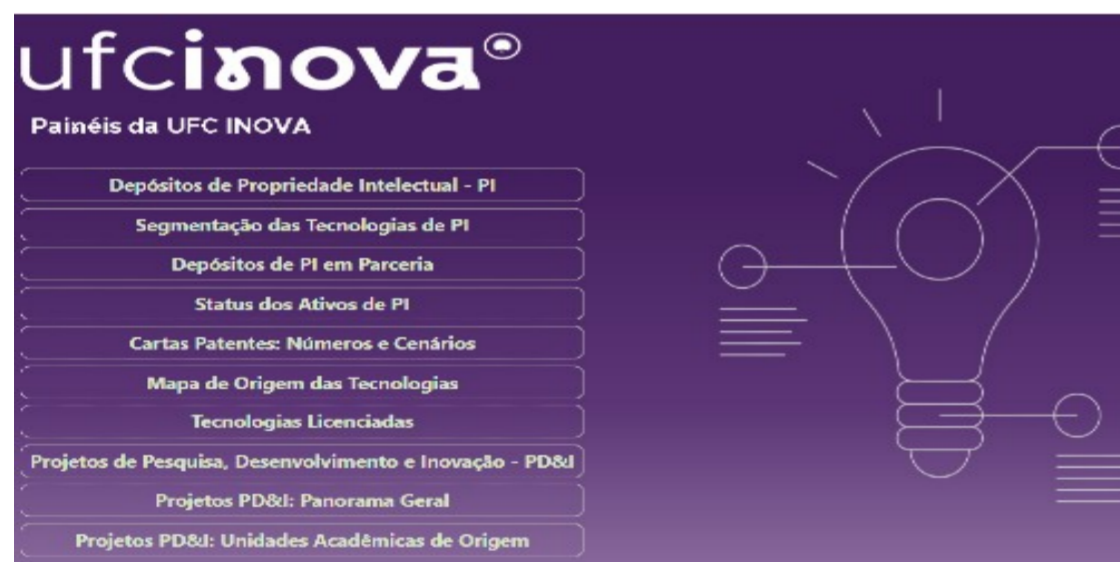 ufcinova
Painéis da UFC INOVA
Depósitos de Propriedade Intelectual - PI
Segmentação das Tecnologias de PI
Depósitos de PI em Parceria
Status dos Ativos de PI
Cartas Patentes: Números e Cenários
Mapa de Origem das Tecnologias
Tecnologias Licenciadas
Projetos de Pesquisa, Desenvolvimento e Inovação - PD&I
Projetos PD&I: Panorama Geral
Projetos PD&I: Unidades Acadêmicas de Origem